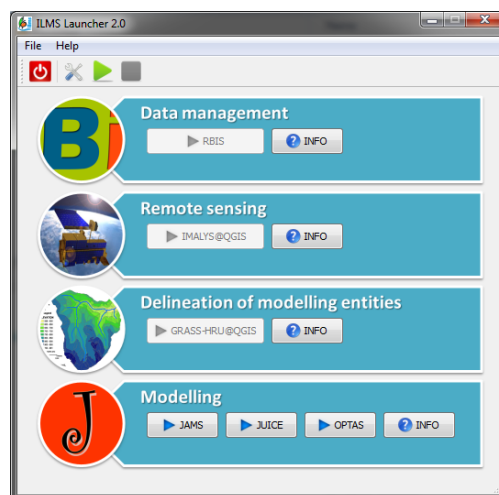 ILMS Launcher 2.0
File Help
Data management
RBIS INFO
Remote sensing
IMALYS@QGIS INFO
Delineation of modelling entities
GRASS-HRU@QGIS INFO
Modelling
JAMS JUICE OPTAS INFO